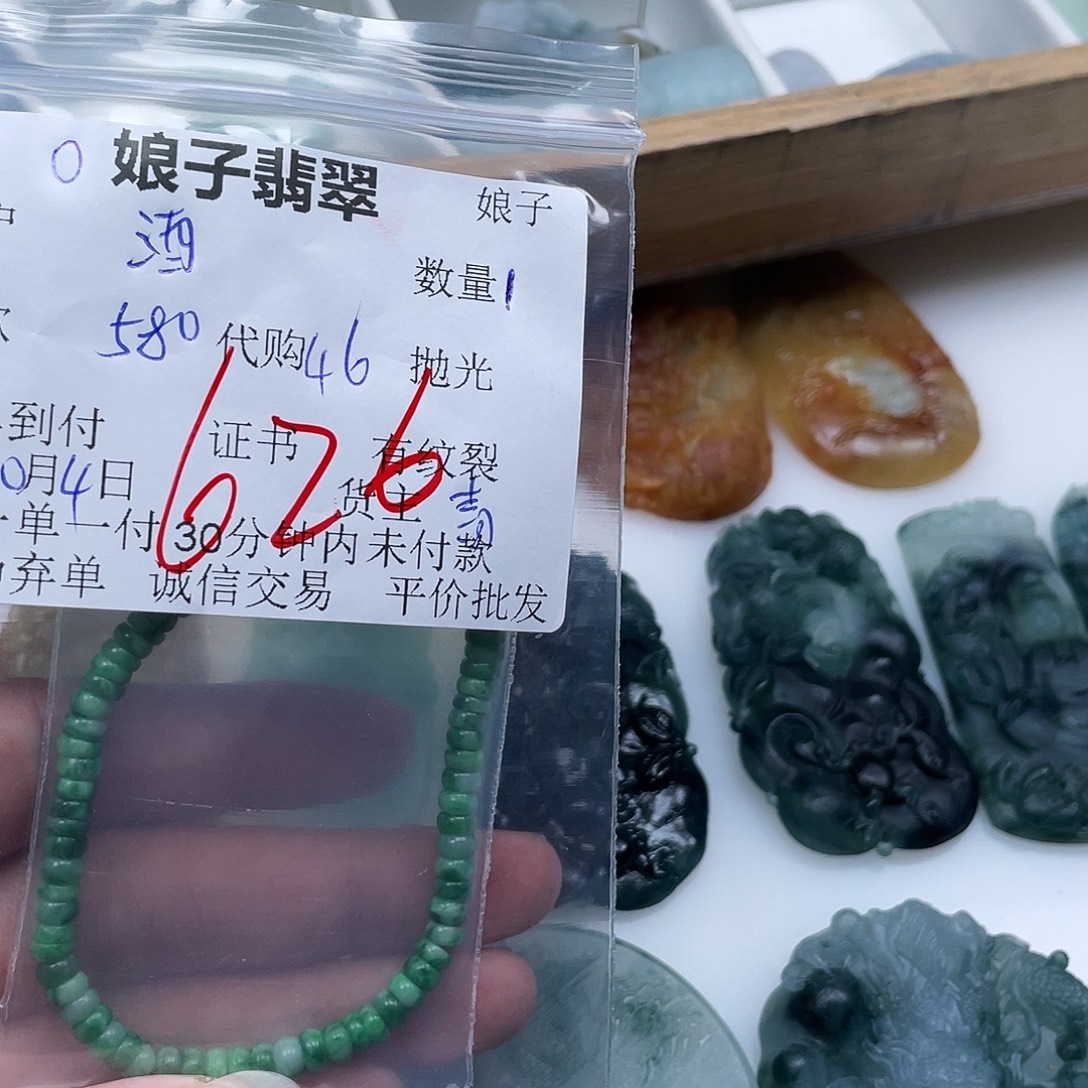 0 娘子翡翠 娘子
酒 数量1
580 代购46 抛光
626
到付 证书 有纹裂
0月4日 货主
一单一付 30分钟内未付款
弃单 诚信交易 平价批发